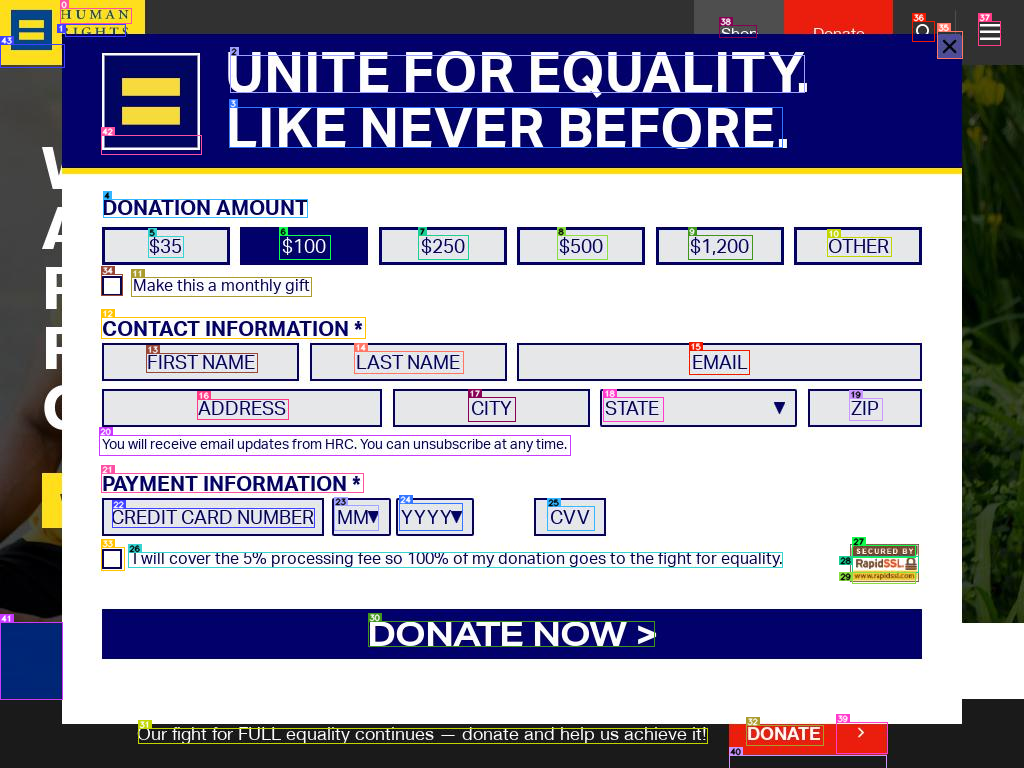 HUMAN
RIGHTS
Shop
Donate
UNITE FOR EQUALITY.
LIKE NEVER BEFORE.
DONATION AMOUNT
$35 $100 $250 $500 $1,200 OTHER
Make this a monthly gift
CONTACT INFORMATION *
FIRST NAME LAST NAME EMAIL
ADDRESS CITY STATE ▼ ZIP
You will receive email updates from HRC. You can unsubscribe at any time.
PAYMENT INFORMATION *
CREDIT CARD NUMBER MM▼ YYYY▼ CVV
I will cover the 5% processing fee so 100% of my donation goes to the fight for equality.
SECURED BY
RapidSSL
www.rapidssl.com
DONATE NOW >
Our fight for FULL equality continues — donate and help us achieve it!
DONATE >